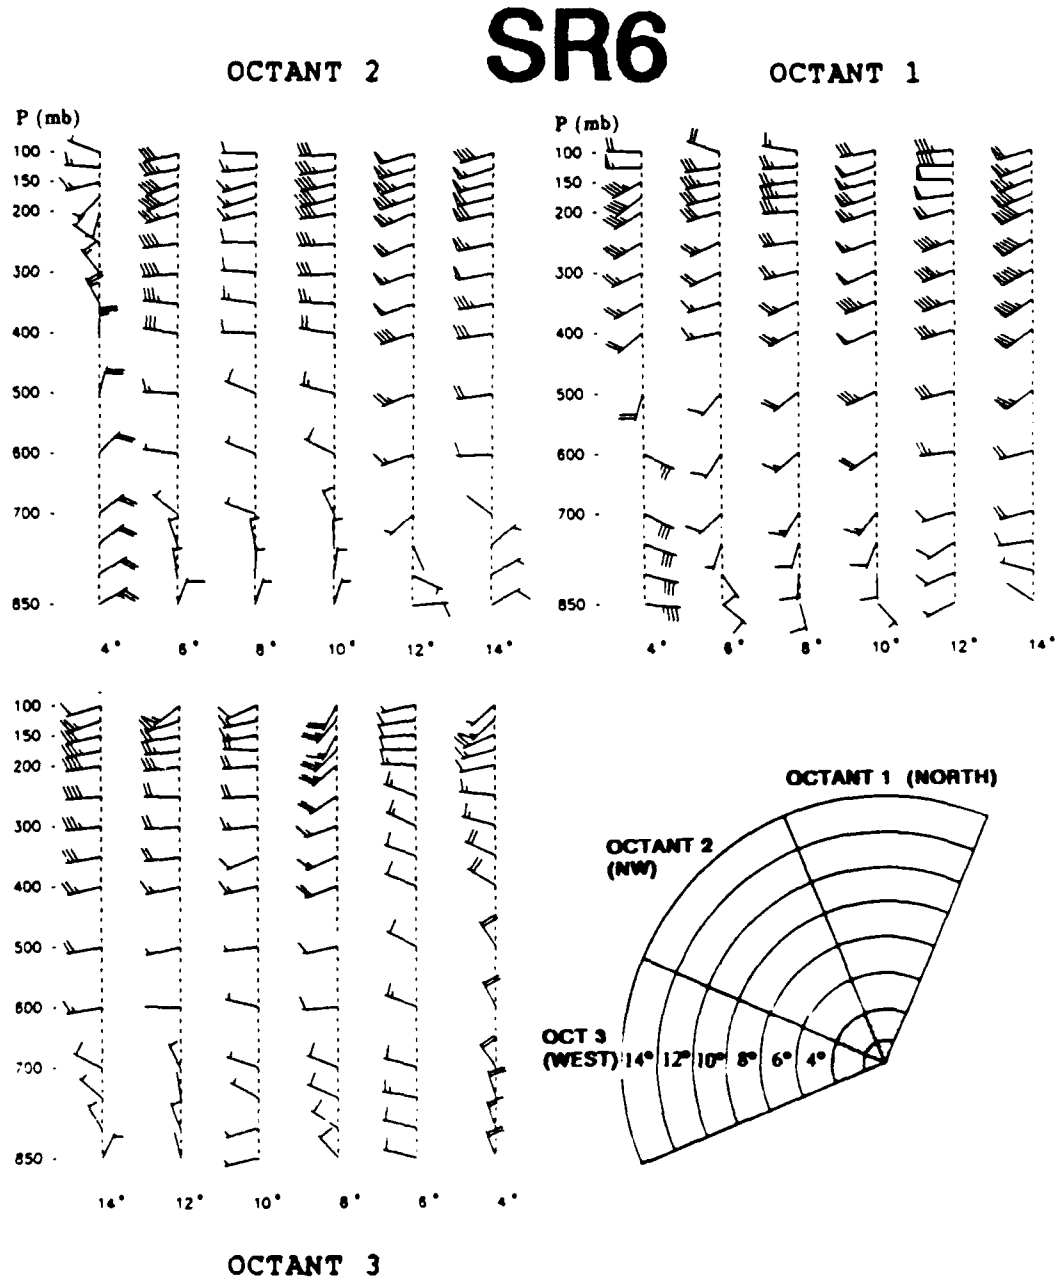 SR6
OCTANT 2
OCTANT 1
P (mb)
100
150
200
300
400
500
600
700
850
4° 6° 8° 10° 12° 14°
P (mb)
100
150
200
300
400
500
600
700
850
4° 6° 8° 10° 12° 14°
100
150
200
300
400
500
600
700
850
14° 12° 10° 8° 6° 4°
OCTANT 3
OCTANT 1 (NORTH)
OCTANT 2
(NW)
OCT 3
(WEST) 14° 12° 10° 8° 6° 4°